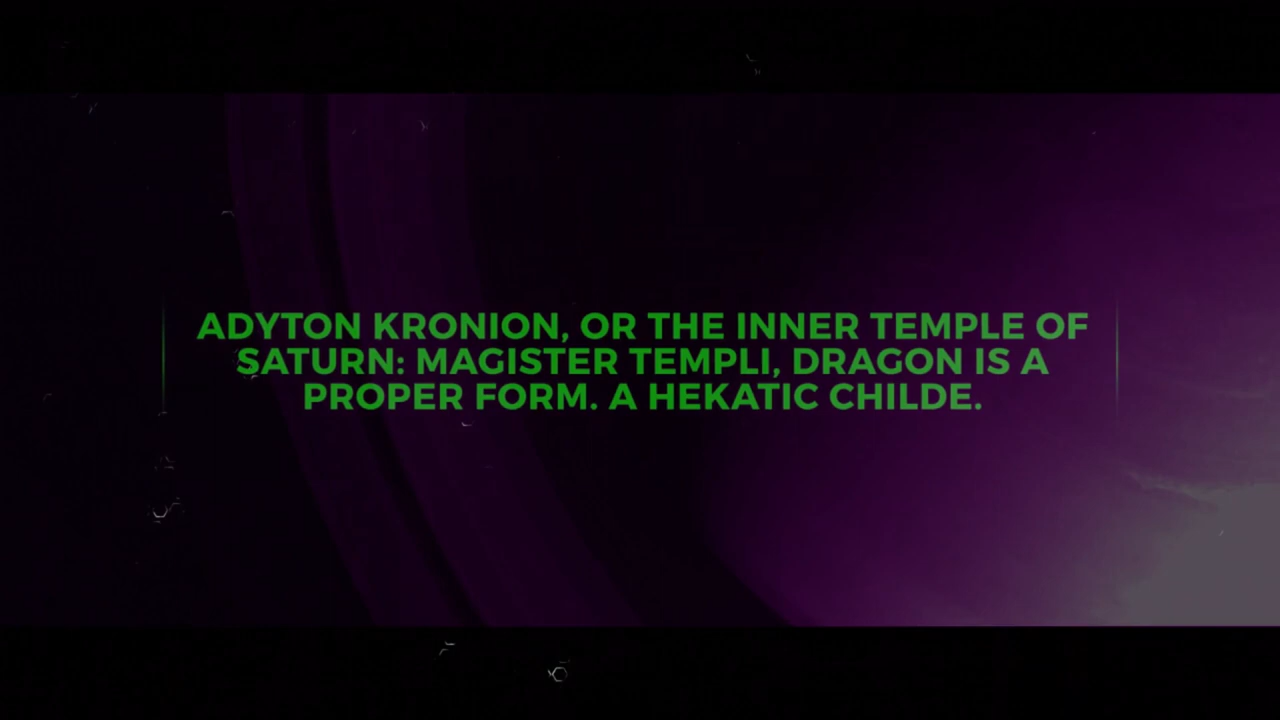 ADYTON KRONION, OR THE INNER TEMPLE OF
SATURN: MAGISTER TEMPLI, DRAGON IS A
PROPER FORM. A HEKATIC CHILDE.